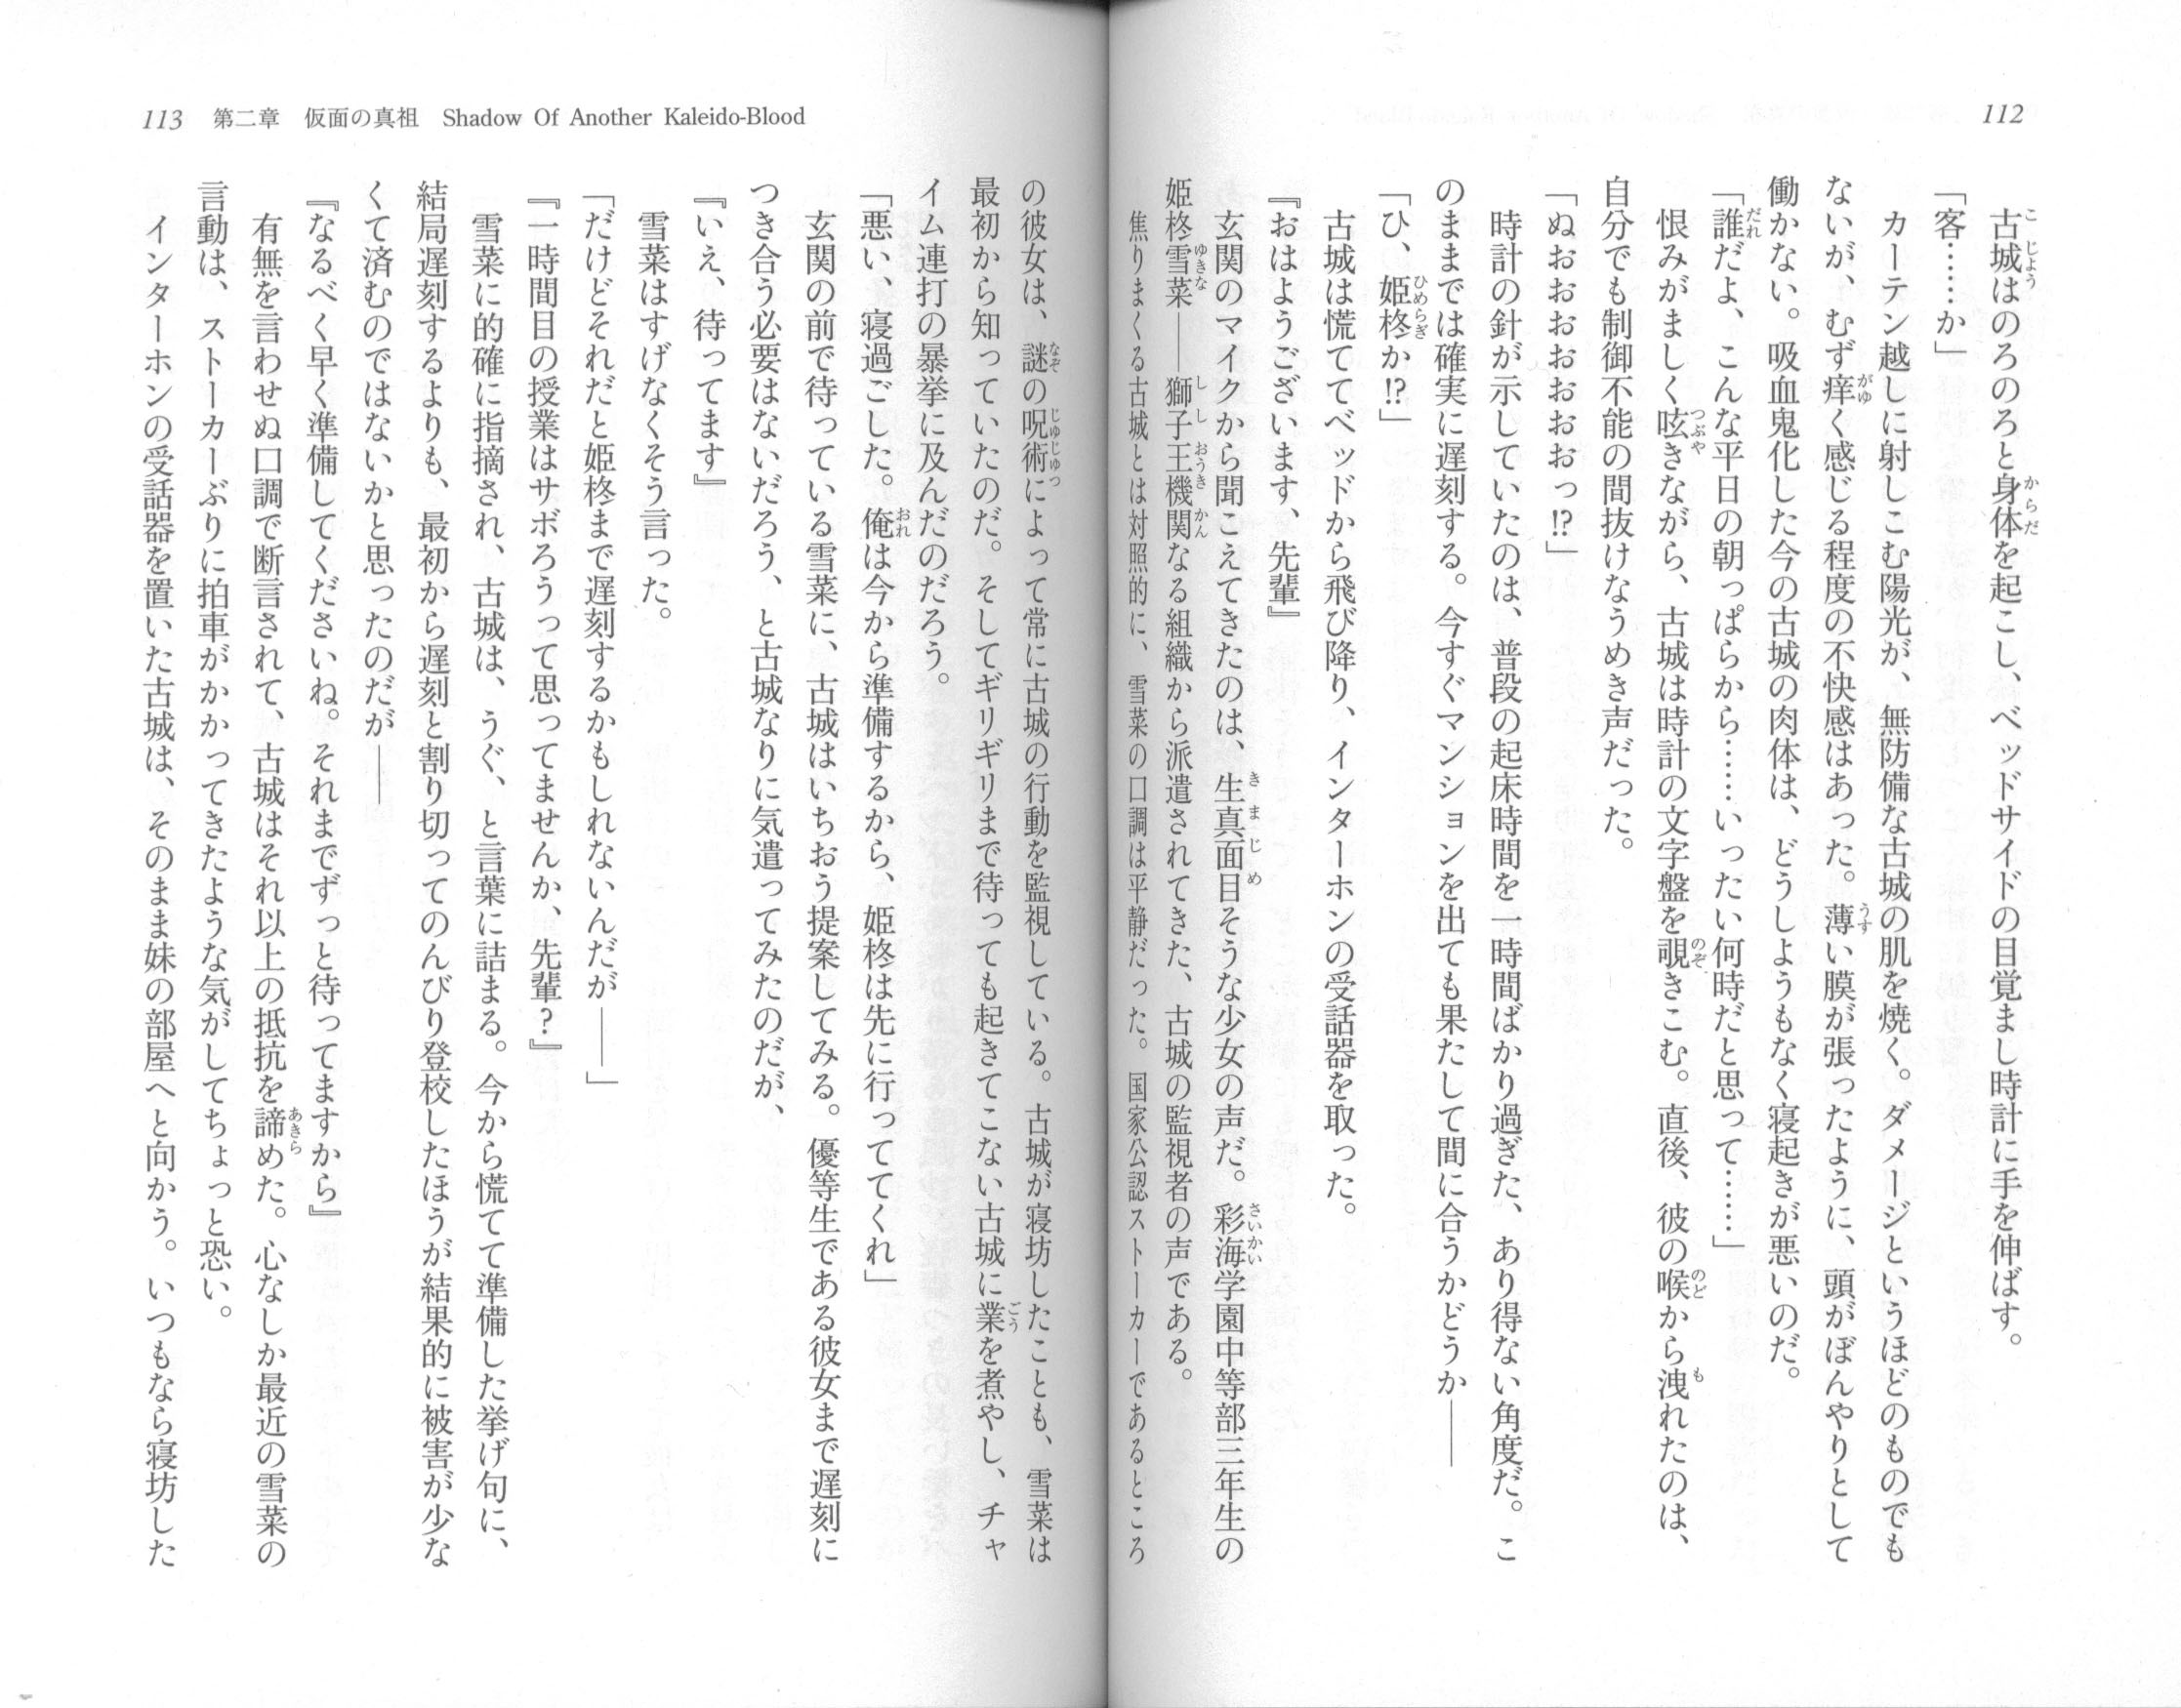 112
古城はのろのろと身体を起こし、ベッドサイドの目覚まし時計に手を伸ばす。
「客……か」
カーテン越しに射しこむ陽光が、無防備な古城の肌を焼く。ダメージというほどのものでも
ないが、むず痒く感じる程度の不快感はあった。薄い膜が張ったように、頭がぼんやりとして
働かない。吸血鬼化した今の古城の肉体は、どうしようもなく寝起きが悪いのだ。
「誰だよ、こんな平日の朝っぱらから……いったい何時だと思って……」
恨みがましく呟きながら、古城は時計の文字盤を覗きこむ。直後、彼の喉から洩れたのは、
自分でも制御不能の間抜けなうめき声だった。
「ぬぉぉぉぉぉぉぉっ!?」
時計の針が示していたのは、普段の起床時間を一時間ばかり過ぎた、あり得ない角度だ。こ
のままでは確実に遅刻する。今すぐマンションを出ても果たして間に合うかどうか――
「ひ、姫柊か!?」
古城は慌ててベッドから飛び降り、インターホンの受話器を取った。
『おはようございます、先輩』
玄関のマイクから聞こえてきたのは、生真面目そうな少女の声だ。彩海学園中等部三年生の
姫柊雪菜――獅子王機関なる組織から派遣されてきた、古城の監視者の声である。
焦りまくる古城とは対照的に、雪菜の口調は平静だった。国家公認ストーカーであるところ
113 第二章 仮面の真祖 Shadow Of Another Kaleido-Blood
の彼女は、謎の呪術によって常に古城の行動を監視している。古城が寝坊したことも、雪菜は
最初から知っていたのだ。そしてギリギリまで待っても起きてこない古城に業を煮やし、チャ
イム連打の暴挙に及んだのだろう。
「悪い、寝過ごした。俺は今から準備するから、姫柊は先に行っててくれ」
玄関の前で待っている雪菜に、古城はいちおう提案してみる。優等生である彼女まで遅刻に
つき合う必要はないだろう、と古城なりに気遣ってみたのだが、
『いえ、待ってます』
雪菜はすげなくそう言った。
「だけどそれだと姫柊まで遅刻するかもしれないんだが――」
『一時間目の授業はサボろうって思ってませんか、先輩?』
雪菜に的確に指摘され、古城は、うぐ、と言葉に詰まる。今から慌てて準備した挙げ句に、
結局遅刻するよりも、最初から遅刻と割り切ってのんびり登校したほうが結果的に被害が少な
くて済むのではないかと思ったのだが――
『なるべく早く準備してくださいね。それまでずっと待ってますから』
有無を言わせぬ口調で断言されて、古城はそれ以上の抵抗を諦めた。心なしか最近の雪菜の
言動は、ストーカーぶりに拍車がかかってきたような気がしてちょっと恐い。
インターホンの受話器を置いた古城は、そのまま妹の部屋へと向かう。いつもなら寝坊した